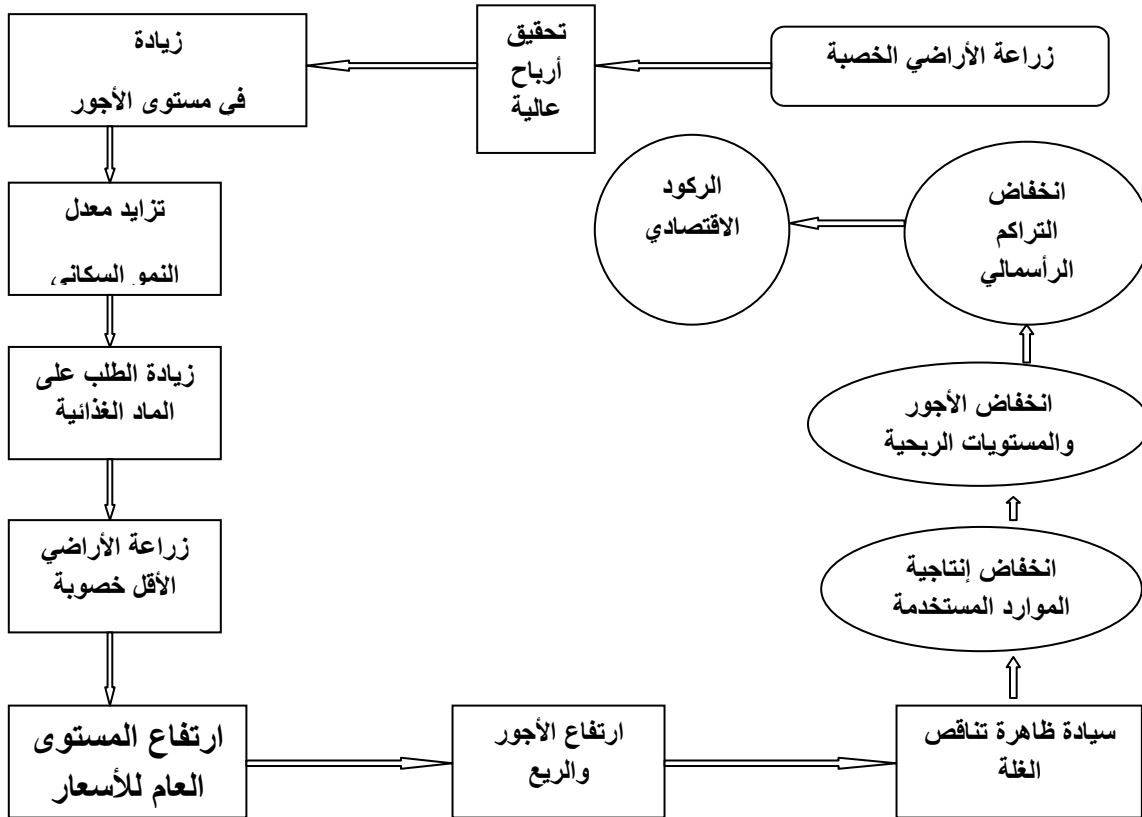 زراعة الأراضي الخصبة
تحقيق
أرباح
عالية
زيادة
في مستوى الأجور
تزايد معدل
النمو السكاني
زيادة الطلب على
الماد الغذائية
زراعة الأراضي
الأقل خصوبة
ارتفاع المستوى
العام للأسعار
ارتفاع الأجور
والريع
سيادة ظاهرة تناقص
الغلة
انخفاض إنتاجية
الموارد المستخدمة
انخفاض الأجور
والمستويات الربحية
انخفاض
التراكم
الرأسمالي
الركود
الاقتصادي